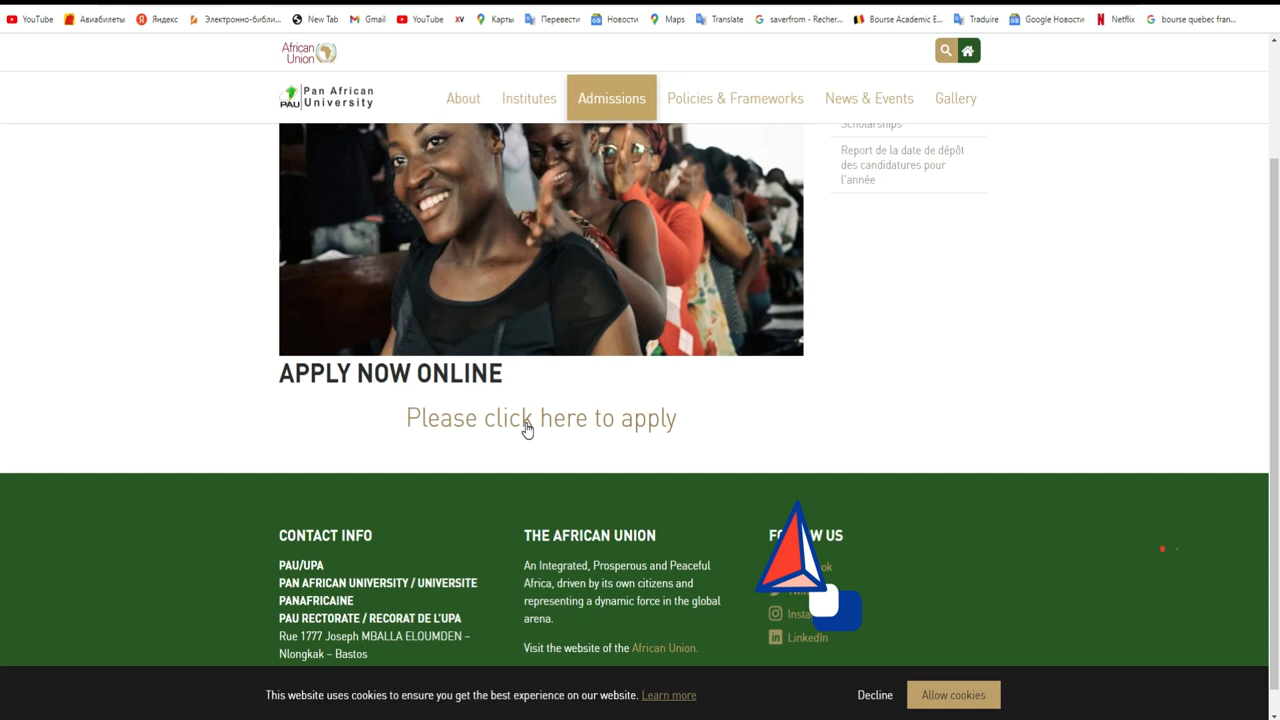 YouTube
Авиабилеты
Яндекс
Электронно-библи...
New Tab
Gmail
YouTube
XV
Карты
Перевести
Новости
Maps
Translate
saverfrom - Recher...
Bourse Academic E...
Traduire
Google Новости
Netflix
bourse quebec fran...
African
Union
PAU
Pan African
University
About
Institutes
Admissions
Policies & Frameworks
News & Events
Gallery
Scholarships
Report de la date de dépôt
des candidatures pour
l'année
APPLY NOW ONLINE
Please click here to apply
CONTACT INFO
PAU/UPA
PAN AFRICAN UNIVERSITY / UNIVERSITE
PANAFRICAINE
PAU RECTORATE / RECORAT DE L'UPA
Rue 1777 Joseph MBALLA ELOUMDEN –
Nlongkak – Bastos
THE AFRICAN UNION
An Integrated, Prosperous and Peaceful
Africa, driven by its own citizens and
representing a dynamic force in the global
arena.
Visit the website of the African Union.
US
LinkedIn
This website uses cookies to ensure you get the best experience on our website. Learn more
Decline
Allow cookies